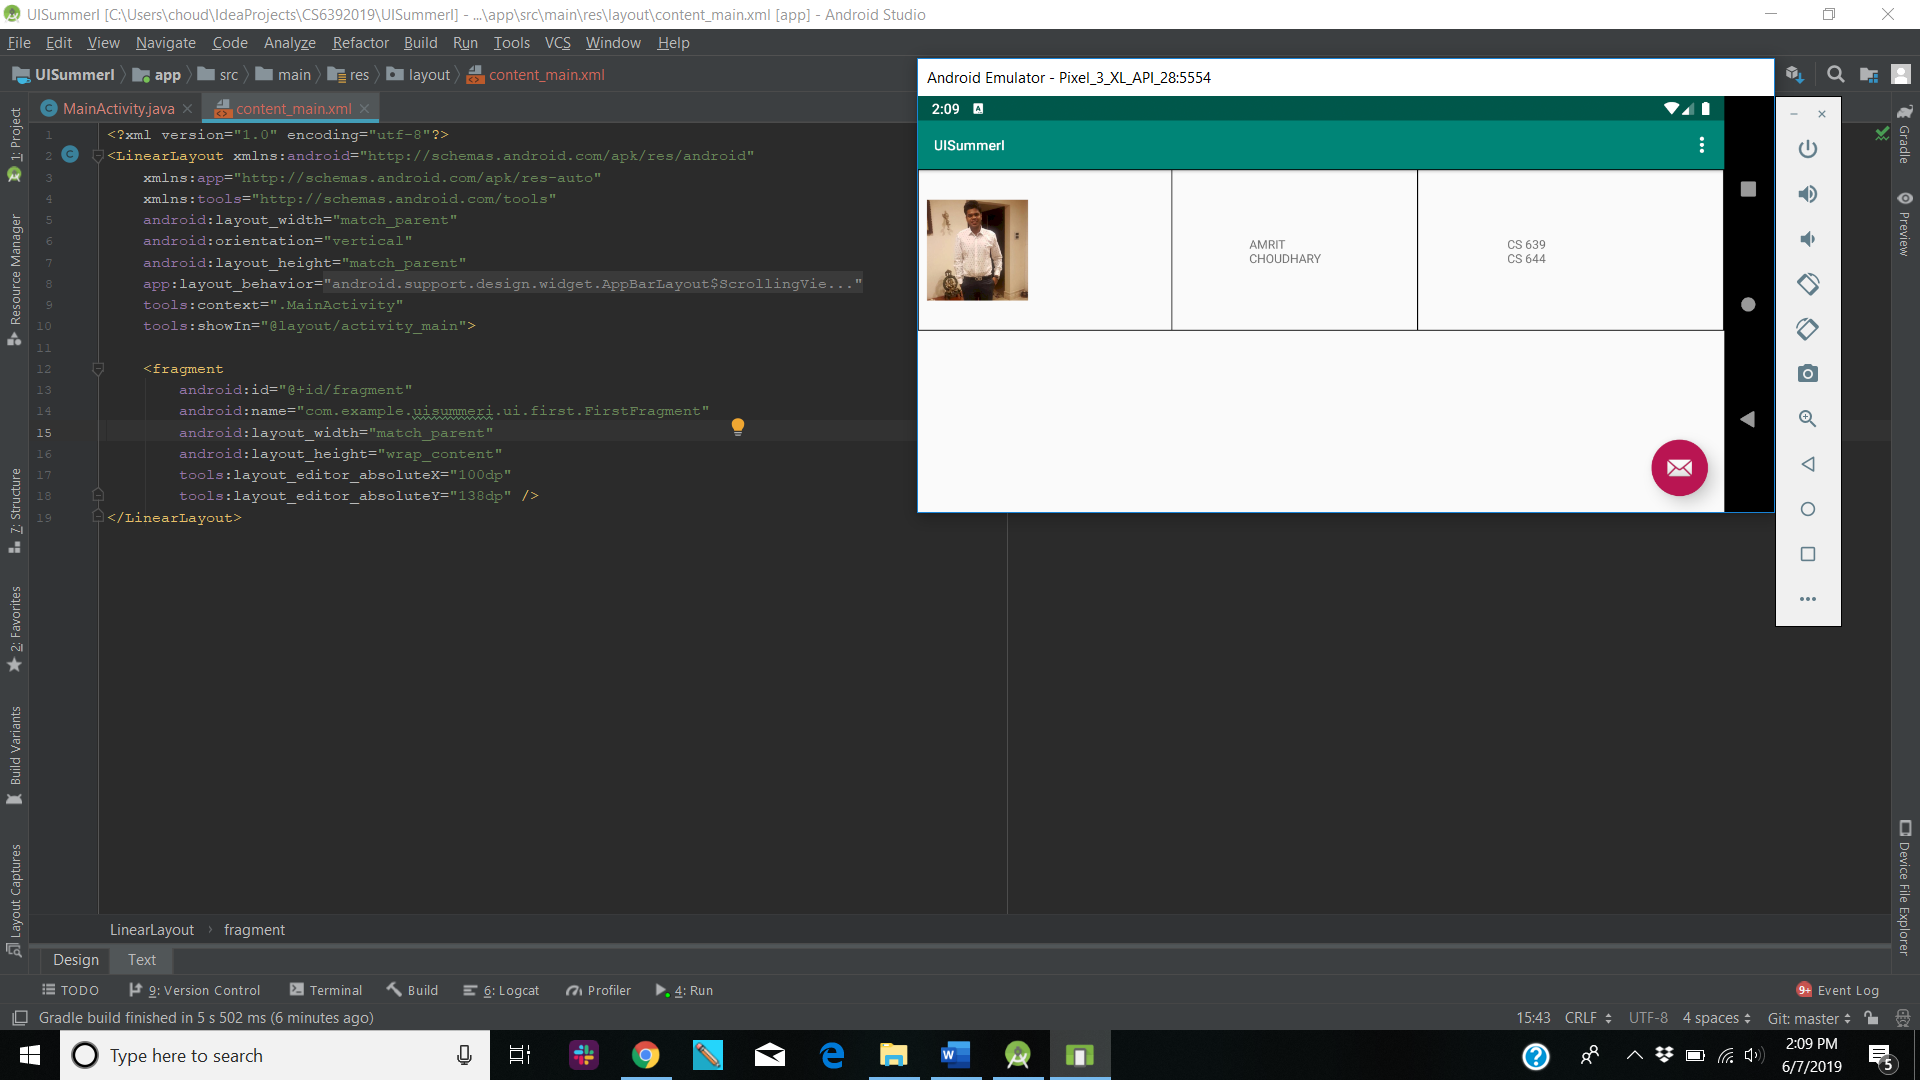 UISummerI [C:\Users\choud\IdeaProjects\CS6392019\UISummerI] - ...\app\src\main\res\layout\content_main.xml [app] - Android Studio
File Edit View Navigate Code Analyze Refactor Build Run Tools VCS Window Help
UISummerI app src main res layout content_main.xml
MainActivity.java content_main.xml
1 <?xml version="1.0" encoding="utf-8"?>
2 <LinearLayout xmlns:android="http://schemas.android.com/apk/res/android"
3 xmlns:app="http://schemas.android.com/apk/res-auto"
4 xmlns:tools="http://schemas.android.com/tools"
5 android:layout_width="match_parent"
6 android:orientation="vertical"
7 android:layout_height="match_parent"
8 app:layout_behavior="android.support.design.widget.AppBarLayout$ScrollingVie..."
9 tools:context=".MainActivity"
10 tools:showIn="@layout/activity_main">
11
12 <fragment
13 android:id="@+id/fragment"
14 android:name="com.example.uisummeri.ui.first.FirstFragment"
15 android:layout_width="match_parent"
16 android:layout_height="wrap_content"
17 tools:layout_editor_absoluteX="100dp"
18 tools:layout_editor_absoluteY="138dp" />
19 </LinearLayout>
1: Project
Resource Manager
7: Structure
2: Favorites
Build Variants
Layout Captures
Android Emulator - Pixel_3_XL_API_28:5554
2:09 A
UISummerI
AMRIT
CHOUDHARY
CS 639
CS 644
Gradle
Preview
Device File Explorer
LinearLayout fragment
Design Text
TODO 9: Version Control Terminal Build 6: Logcat Profiler 4: Run 9+ Event Log
Gradle build finished in 5 s 502 ms (6 minutes ago) 15:43 CRLF UTF-8 4 spaces Git: master
Type here to search
2:09 PM
6/7/2019
5